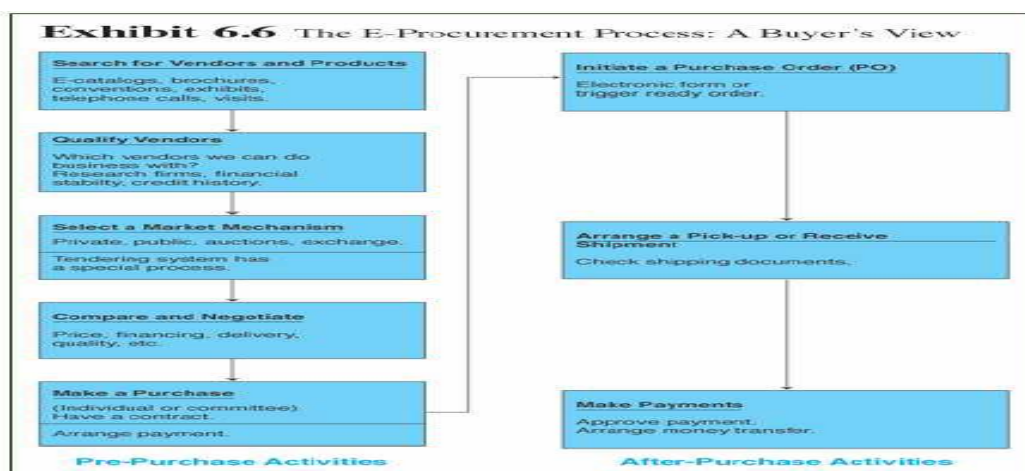 Exhibit 6.6 The E-Procurement Process: A Buyer's View
Search for Vendors and Products
E-catalogs, brochures,
conventions, exhibits,
telephone calls, visits.
Qualify Vendors
Which vendors we can do
business with?
Research firms, financial
stabilty, credit history.
Select a Market Mechanism
Private, public, auctions, exchange.
Tendering system has
a special process.
Compare and Negotiate
Price, financing, delivery,
quality, etc.
Make a Purchase
(Individual or committee)
Have a contract.
Arrange payment.
Pre-Purchase Activities
Initiate a Purchase Order (PO)
Electronic form or
trigger ready order.
Arrange a Pick-up or Receive
Shipment
Check shipping documents.
Make Payments
Approve payment.
Arrange money transfer.
After-Purchase Activities